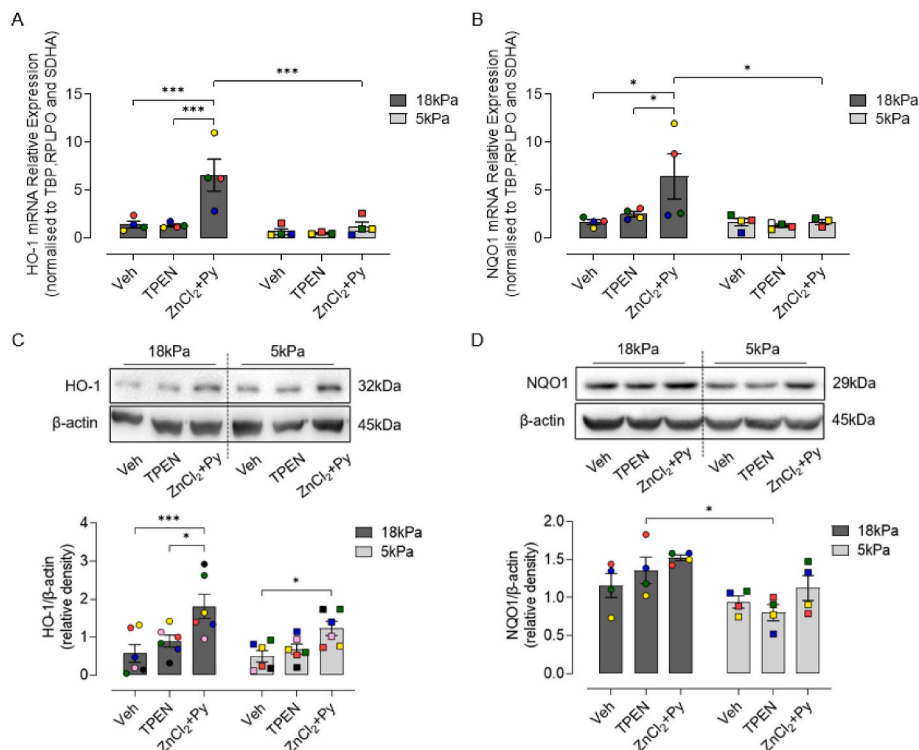 A
HO-1 mRNA Relative Expression
(normalised to TBP,RPLPO and SDHA)
15
10
5
0
***
***
***
18kPa
5kPa
Veh
TPEN
ZnCl₂+Py
Veh
TPEN
ZnCl₂+Py
B
NQO1 mRNA Relative Expression
(normalised to TBP,RPLPO and SDHA)
15
10
5
0
*
*
*
18kPa
5kPa
Veh
TPEN
ZnCl₂+Py
Veh
TPEN
ZnCl₂+Py
C
18kPa
5kPa
HO-1
32kDa
β-actin
45kDa
Veh
TPEN
ZnCl₂+Py
Veh
TPEN
ZnCl₂+Py
HO-1/β-actin
(relative density)
6
4
2
0
***
*
*
18kPa
5kPa
Veh
TPEN
ZnCl₂+Py
Veh
TPEN
ZnCl₂+Py
D
18kPa
5kPa
NQO1
29kDa
β-actin
45kDa
Veh
TPEN
ZnCl₂+Py
Veh
TPEN
ZnCl₂+Py
NQO1/β-actin
(relative density)
2.0
1.5
1.0
0.5
0.0
*
18kPa
5kPa
Veh
TPEN
ZnCl₂+Py
Veh
TPEN
ZnCl₂+Py